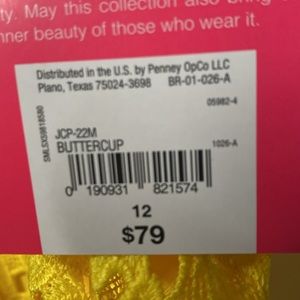 ty. May this collection also bring
nner beauty of those who wear it.
Distributed in the U.S. by Penney OpCo LLC
Plano, Texas 75024-3698 BR-01-026-A
05982-4
SMLSX59818580
JCP-22M
BUTTERCUP
1026-A
0 190931 821574
12
$79